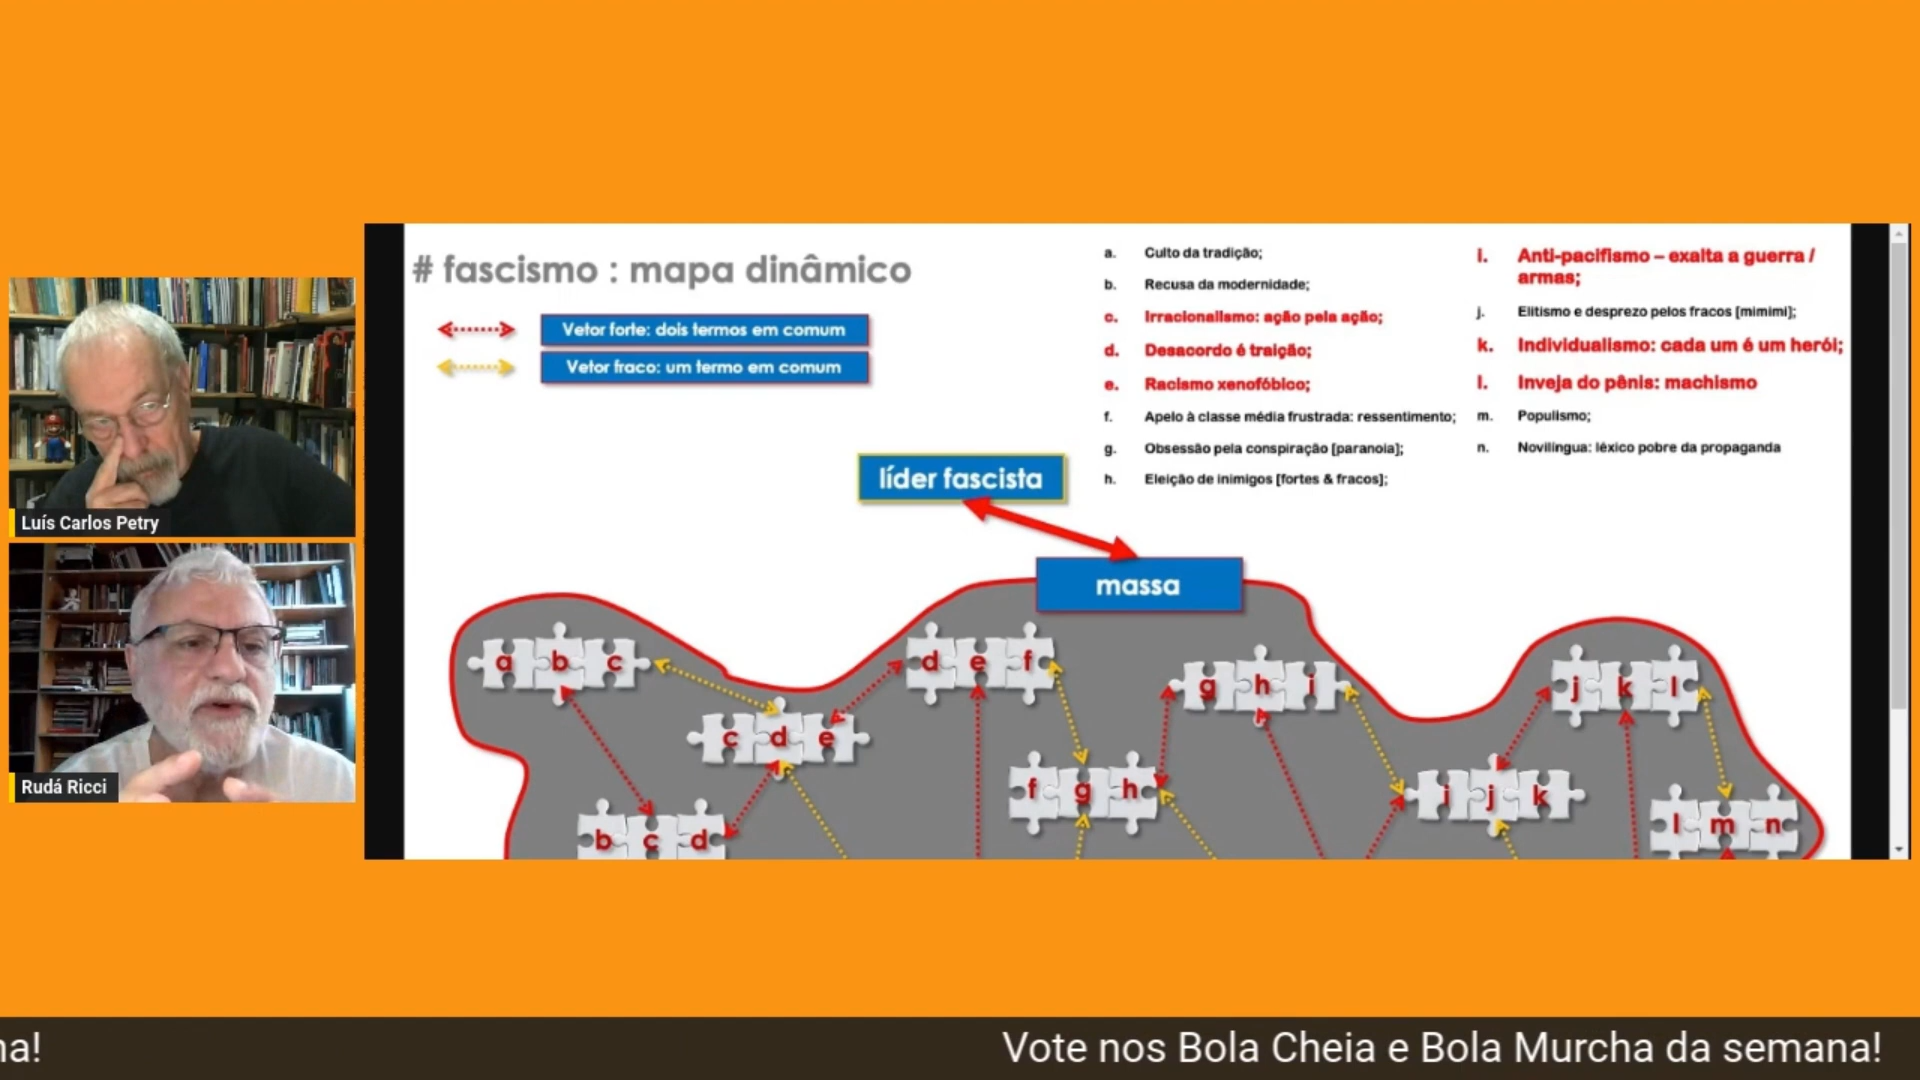 # fascismo : mapa dinâmico
Vetor forte: dois termos em comum
Vetor fraco: um termo em comum
a. Culto da tradição;
b. Recusa da modernidade;
c. Irracionalismo: ação pela ação;
d. Desacordo é traição;
e. Racismo xenofóbico;
f. Apelo à classe média frustrada: ressentimento;
g. Obsessão pela conspiração [paranoia];
h. Eleição de inimigos [fortes & fracos];
i. Anti-pacifismo – exalta a guerra /
armas;
j. Elitismo e desprezo pelos fracos [mimimi];
k. Individualismo: cada um é um herói;
l. Inveja do pênis: machismo
m. Populismo;
n. Novilíngua: léxico pobre da propaganda
líder fascista
massa
a b c
d e f
g h i
j k l
c d e
f g h
i j k
l m n
b c d
Luís Carlos Petry
Rudá Ricci
na!
Vote nos Bola Cheia e Bola Murcha da semana!